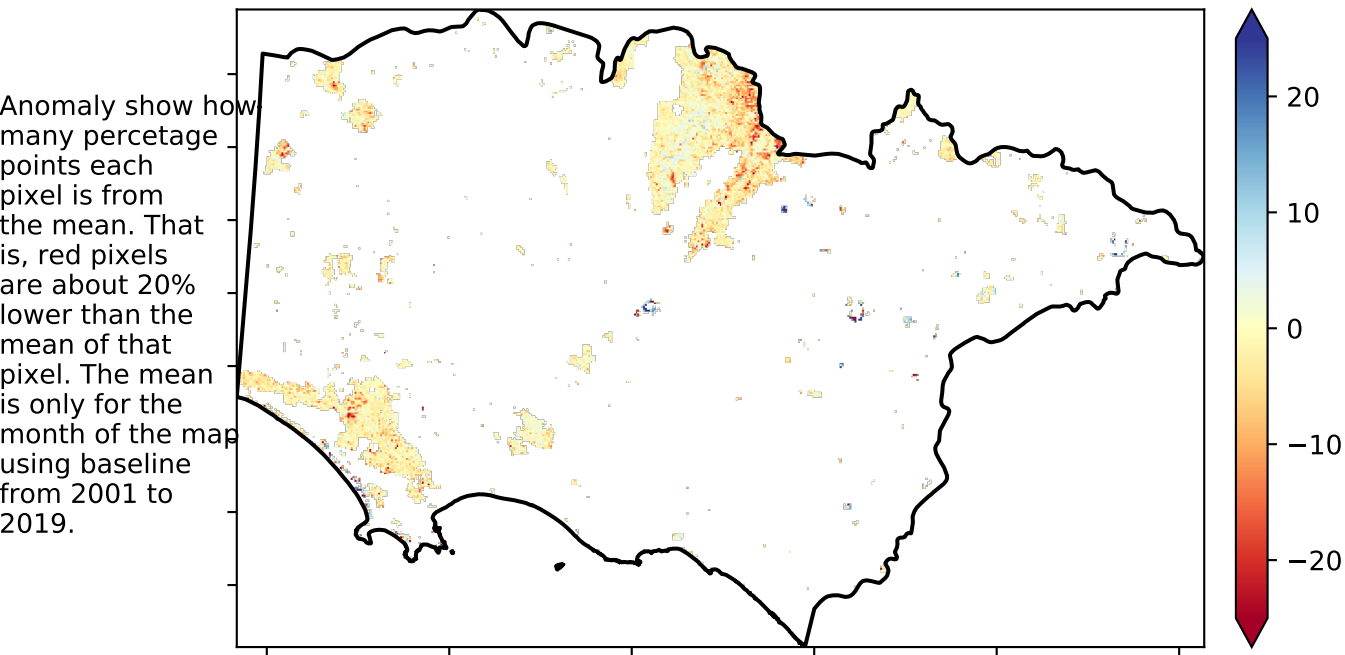 Anomaly show how
many percetage
points each
pixel is from
the mean. That
is, red pixels
are about 20%
lower than the
mean of that
pixel. The mean
is only for the
month of the map
using baseline
from 2001 to
2019.
20
10
0
−10
−20